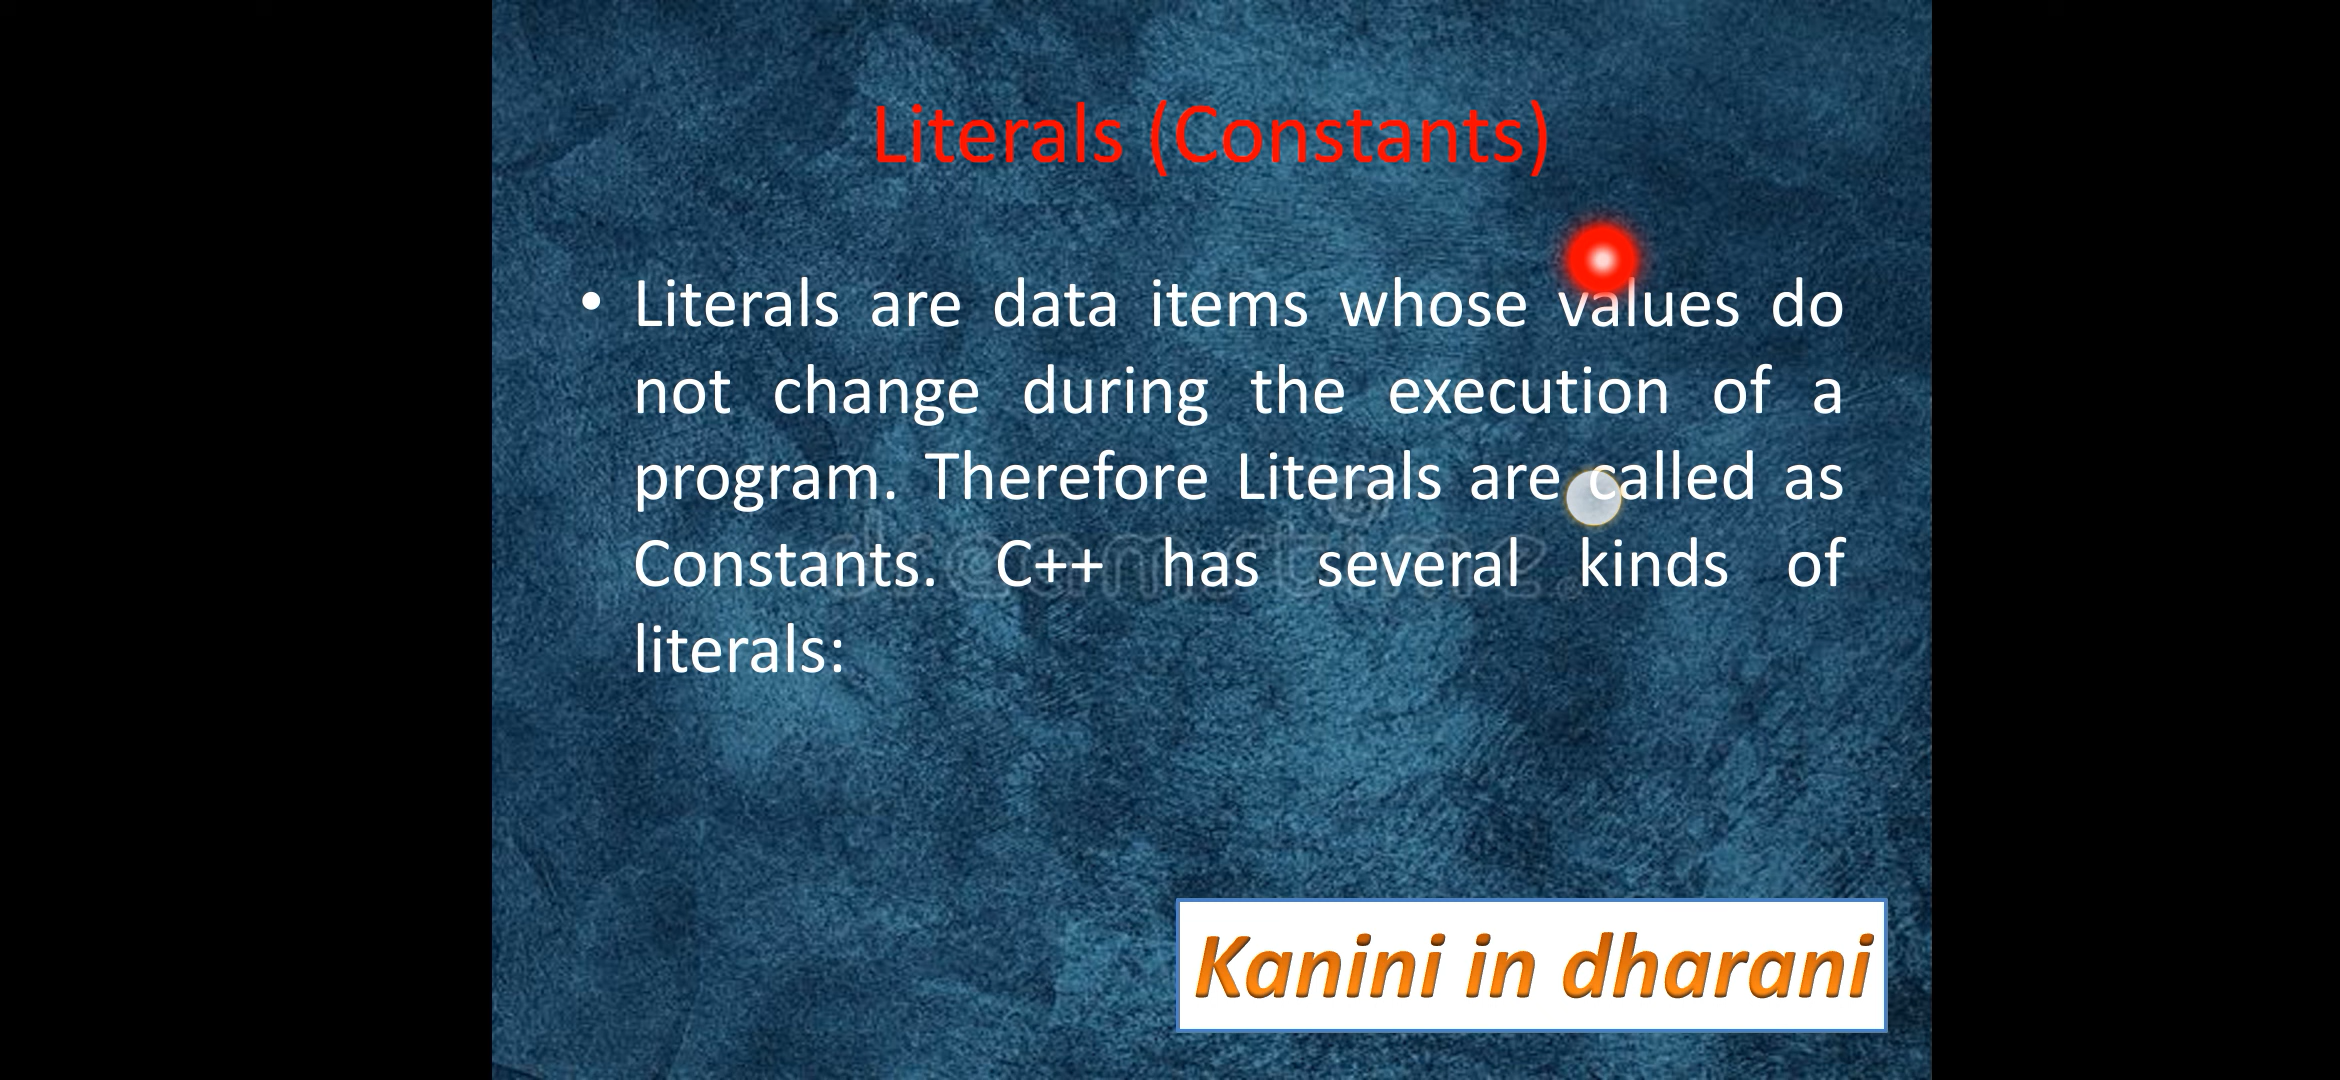 Literals (Constants)
• Literals are data items whose values do
not change during the execution of a
program. Therefore Literals are called as
Constants. C++ has several kinds of
literals:
dreamstime.
Kanini in dharani